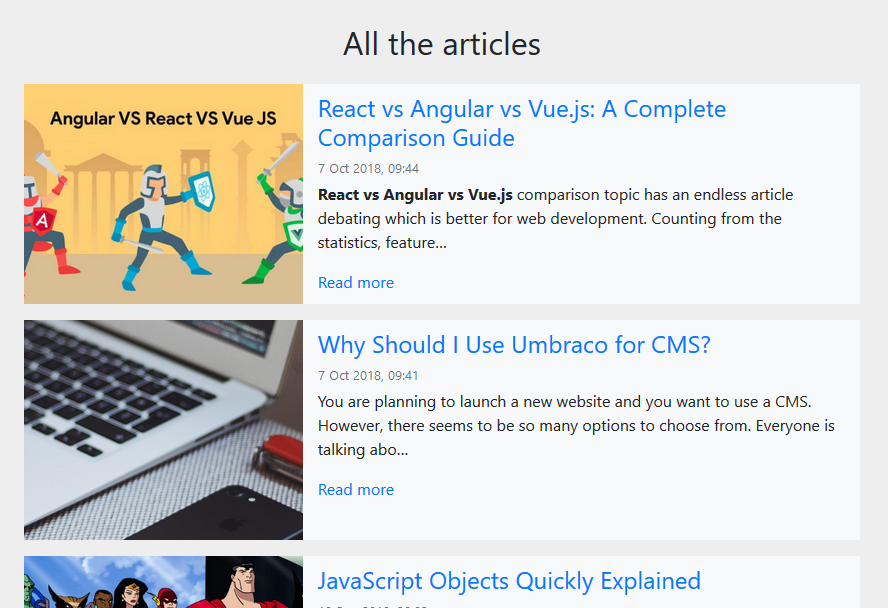 All the articles
Angular VS React VS Vue JS
A
React vs Angular vs Vue.js: A Complete
Comparison Guide
7 Oct 2018, 09:44
React vs Angular vs Vue.js comparison topic has an endless article
debating which is better for web development. Counting from the
statistics, feature...
Read more
Why Should I Use Umbraco for CMS?
7 Oct 2018, 09:41
You are planning to launch a new website and you want to use a CMS.
However, there seems to be so many options to choose from. Everyone is
talking abo...
Read more
JavaScript Objects Quickly Explained